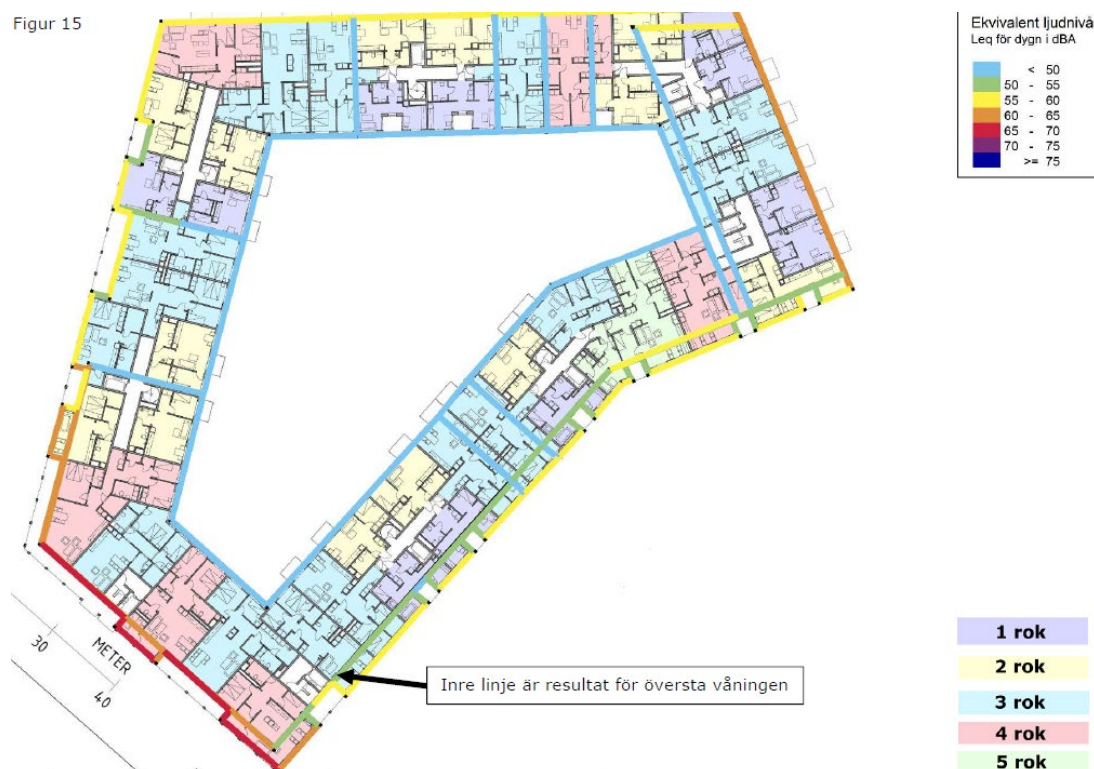 Figur 15
Ekvivalent ljudnivå
Leq för dygn i dBA
< 50
50 - 55
55 - 60
60 - 65
65 - 70
70 - 75
>= 75
30
METER
40
Inre linje är resultat för översta våningen
1 rok
2 rok
3 rok
4 rok
5 rok